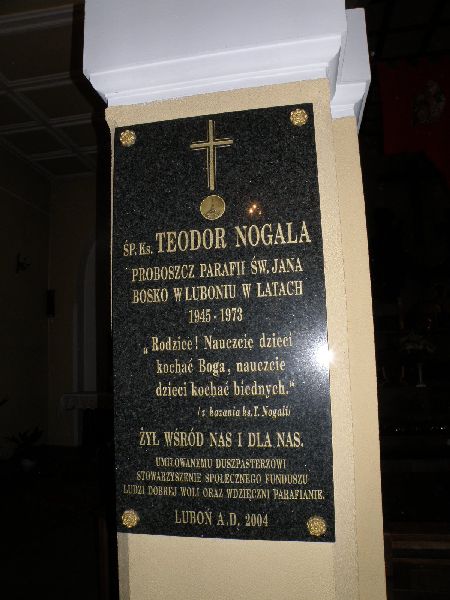 ŚP. Ks. TEODOR NOGALA
PROBOSZCZ PARAFII ŚW. JANA
BOSKO W LUBONIU W LATACH
1945 - 1973
„Rodzice! Nauczcię dzieci
kochać Boga, nauczcie
dzieci kochać biednych."
/z kazania ks. T. Nogali/
ŻYŁ WŚRÓD NAS I DLA NAS.
UMIŁOWANEMU DUSZPASTERZOWI
STOWARZYSZENIE SPOŁECZNEGO FUNDUSZU
LUDZI DOBREJ WOLI ORAZ WDZIĘCZNI PARAFIANIE.
LUBOŃ A.D. 2004